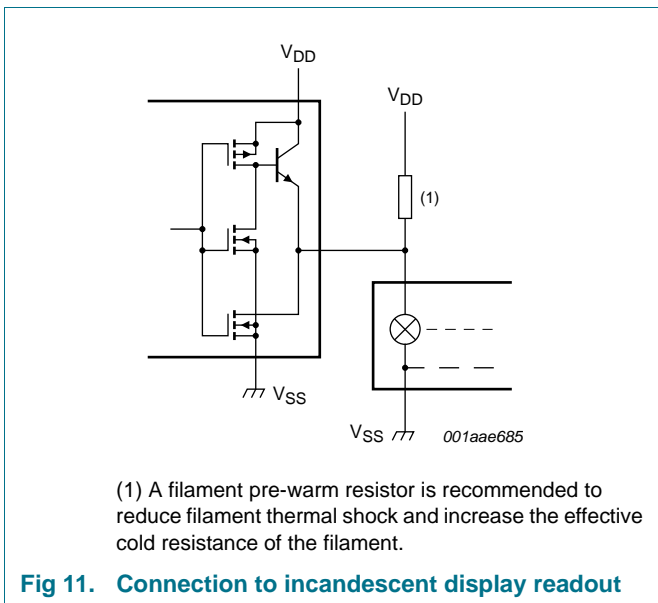 VDD
VDD
(1)
VSS
VSS
001aae685
(1) A filament pre-warm resistor is recommended to
reduce filament thermal shock and increase the effective
cold resistance of the filament.
Fig 11. Connection to incandescent display readout